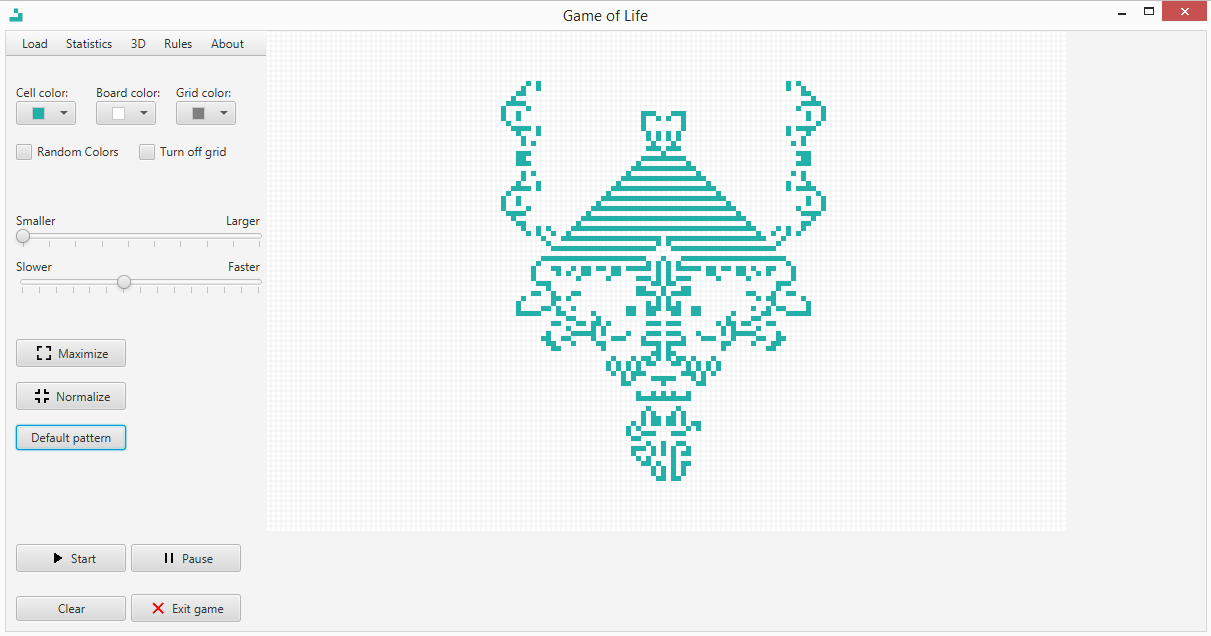 Game of Life
Load Statistics 3D Rules About
Cell color: Board color: Grid color:
Random Colors Turn off grid
Smaller Larger
Slower Faster
Maximize
Normalize
Default pattern
Start Pause
Clear Exit game